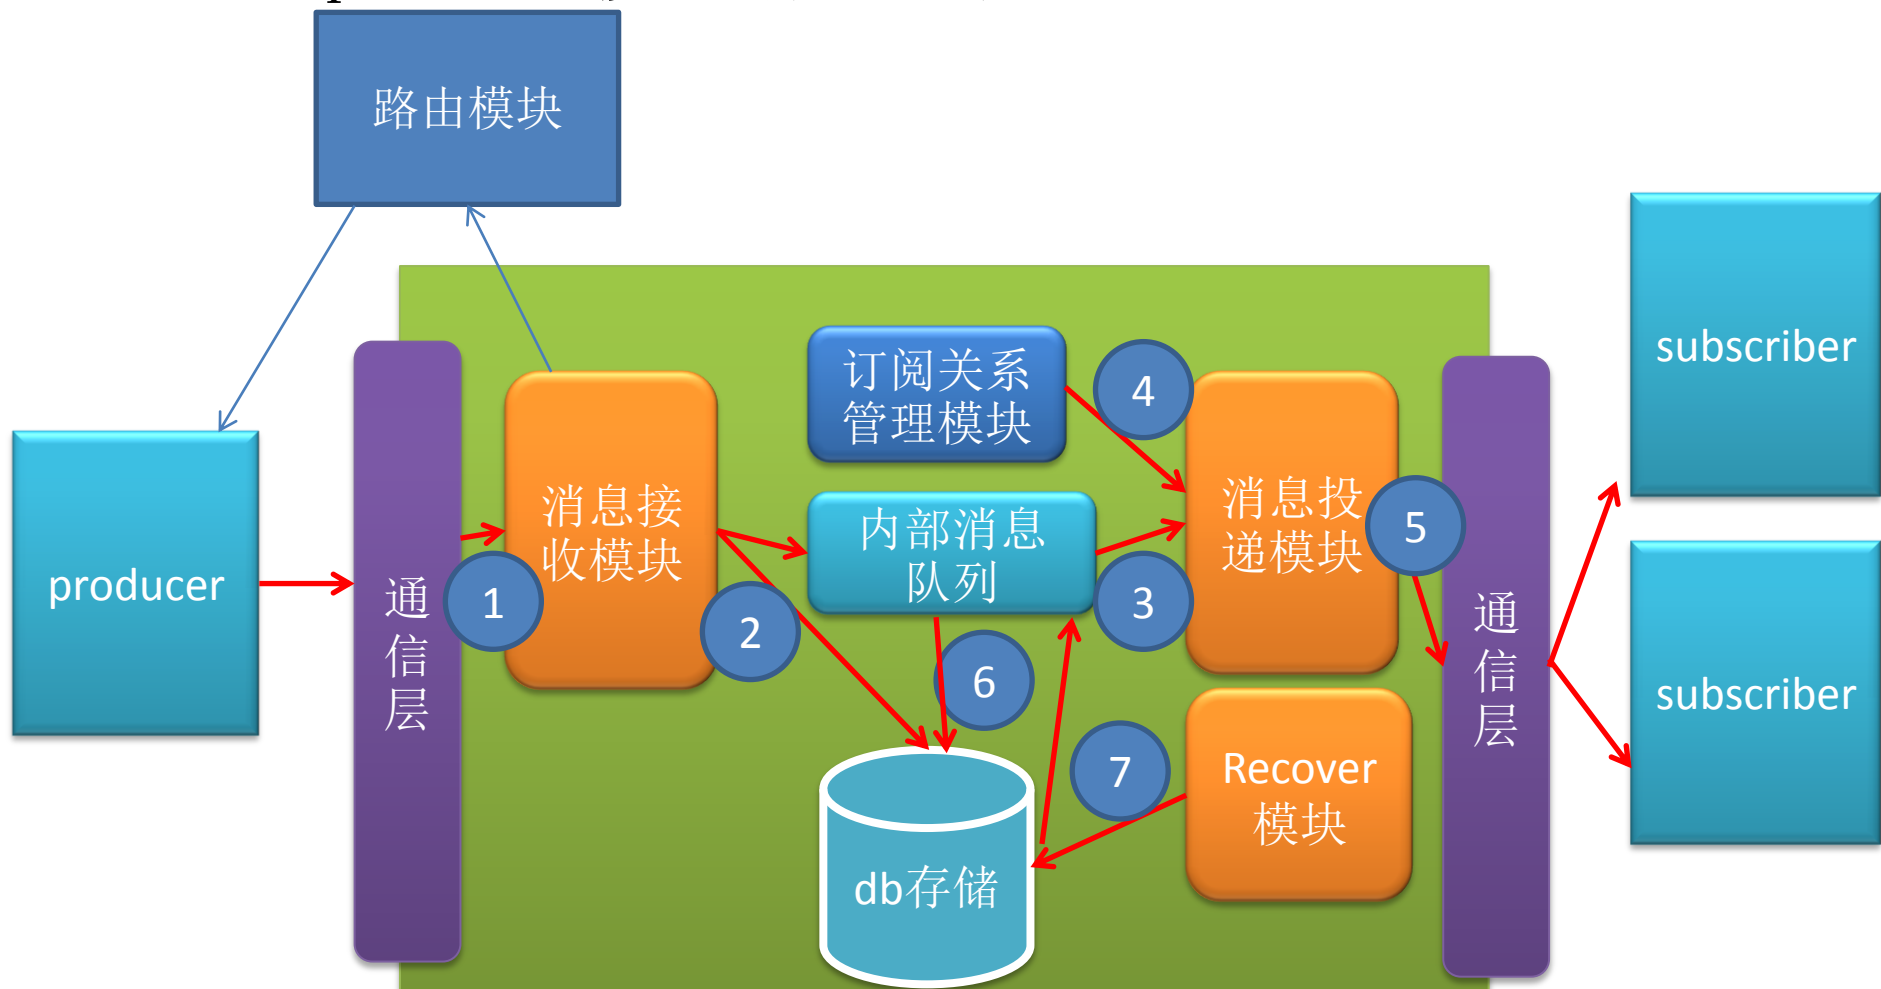 路由模块
订阅关系
管理模块
4
subscriber
消息接
收模块
内部消息
队列
消息投
递模块
5
producer
通
信
层
1
2
3
通
信
层
6
subscriber
7
Recover
模块
db存储